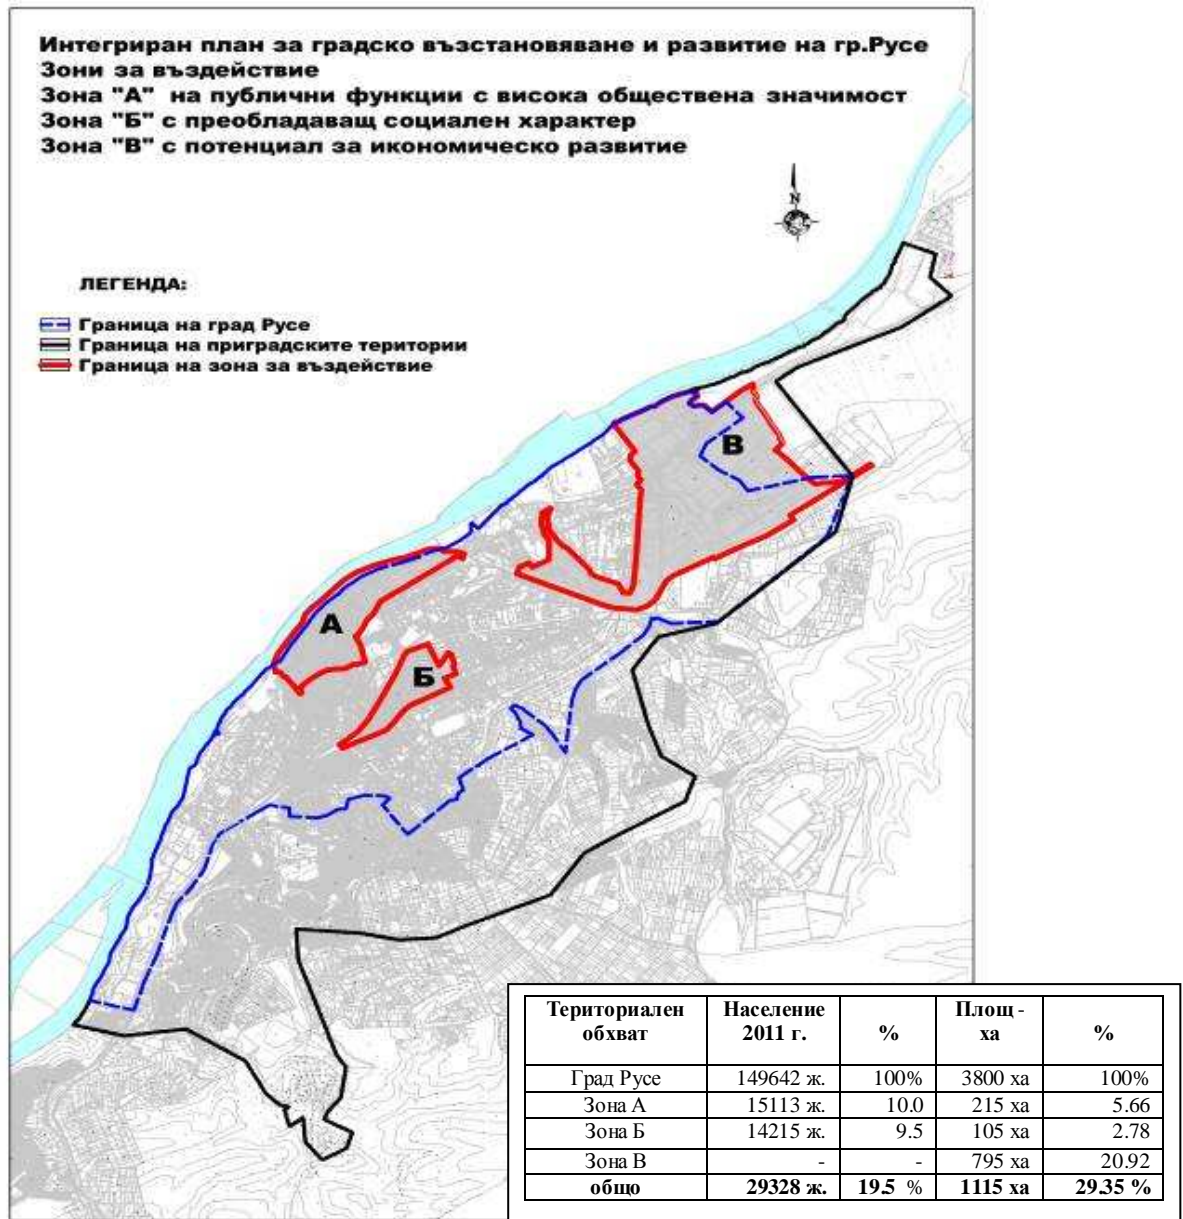 Интегриран план за градско възстановяване и развитие на гр.Русе
Зони за въздействие
Зона "А" на публични функции с висока обществена значимост
Зона "Б" с преобладаващ социален характер
Зона "В" с потенциал за икономическо развитие
N
ЛЕГЕНДА:
Граница на град Русе
Граница на приградските територии
Граница на зона за въздействие
В
А
Б
Териториален обхват | Население 2011 г. | % | Площ - ха | %
Град Русе | 149642 ж. | 100% | 3800 ха | 100%
Зона А | 15113 ж. | 10.0 | 215 ха | 5.66
Зона Б | 14215 ж. | 9.5 | 105 ха | 2.78
Зона В | - | - | 795 ха | 20.92
общо | 29328 ж. | 19.5 % | 1115 ха | 29.35 %